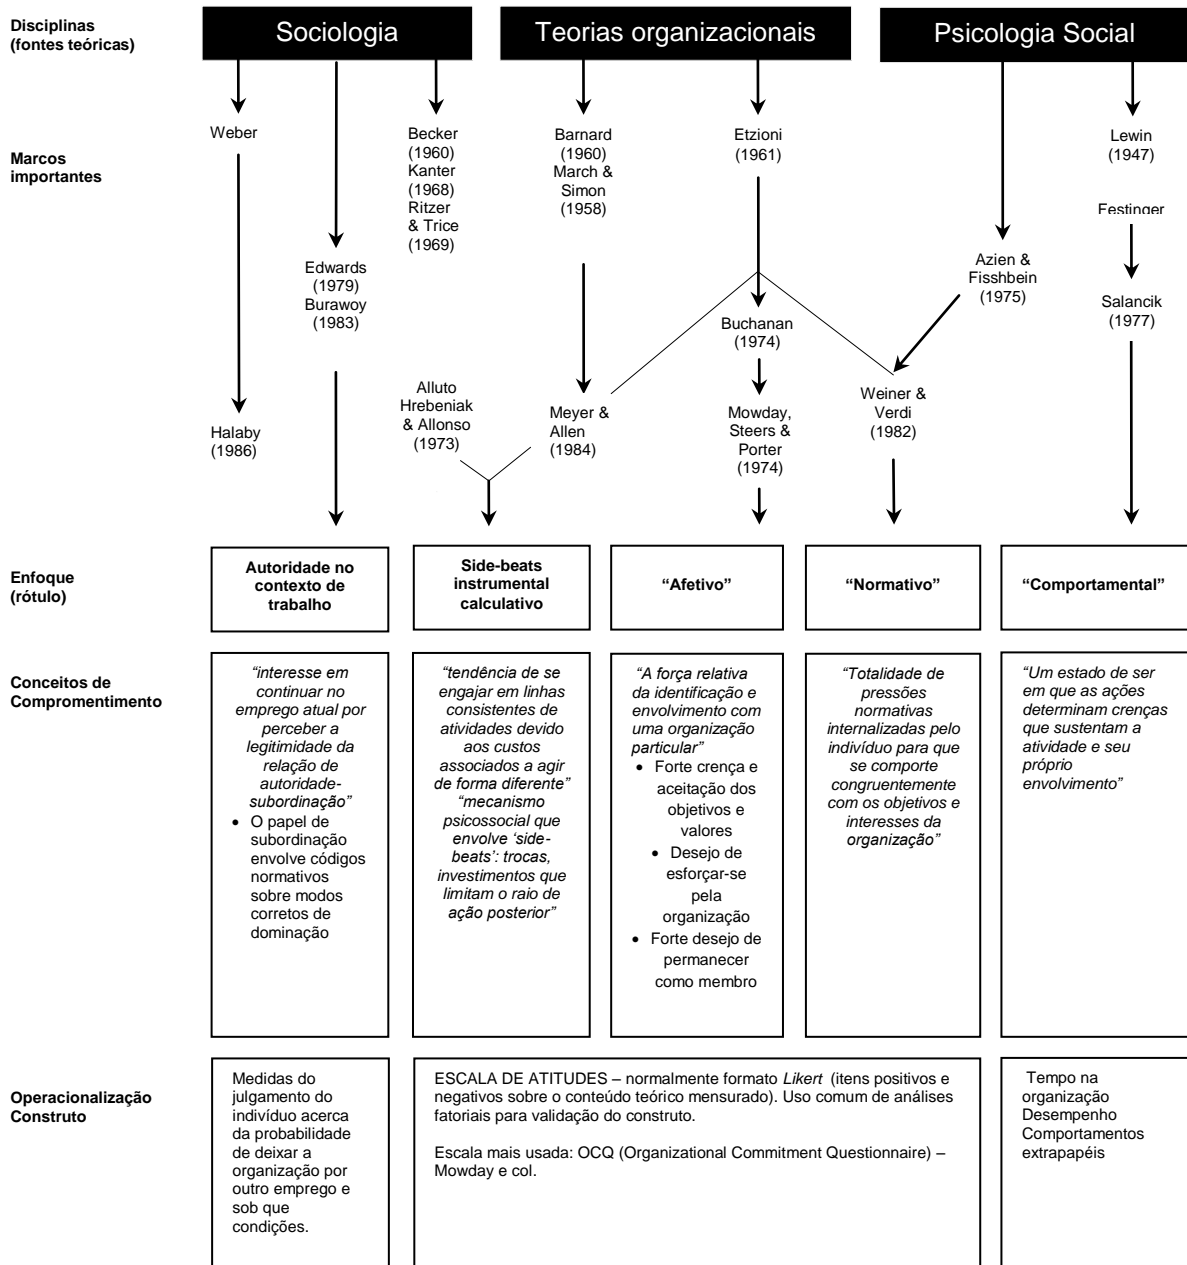 Disciplinas
(fontes teóricas)
Sociologia
Teorias organizacionais
Psicologia Social
Marcos
importantes
Weber
Becker
(1960)
Kanter
(1968)
Ritzer
& Trice
(1969)
Barnard
(1960)
March &
Simon
(1958)
Etzioni
(1961)
Lewin
(1947)
Festinger
Edwards
(1979)
Burawoy
(1983)
Azien &
Fisshbein
(1975)
Salancik
(1977)
Buchanan
(1974)
Halaby
(1986)
Alluto
Hrebeniak
& Allonso
(1973)
Meyer &
Allen
(1984)
Mowday,
Steers &
Porter
(1974)
Weiner &
Verdi
(1982)
Enfoque
(rótulo)
Autoridade no
contexto de
trabalho
Side-beats
instrumental
calculativo
“Afetivo”
“Normativo”
“Comportamental”
Conceitos de
Compromentimento
“interesse em
continuar no
emprego atual por
perceber a
legitimidade da
relação de
autoridade-
subordinação”
• O papel de
subordinação
envolve códigos
normativos
sobre modos
corretos de
dominação
“tendência de se
engajar em linhas
consistentes de
atividades devido
aos custos
associados a agir
de forma diferente”
“mecanismo
psicossocial que
envolve ‘side-
beats’: trocas,
investimentos que
limitam o raio de
ação posterior”
“A força relativa
da identificação e
envolvimento com
uma organização
particular”
• Forte crença e
aceitação dos
objetivos e
valores
• Desejo de
esforçar-se
pela
organização
• Forte desejo de
permanecer
como membro
“Totalidade de
pressões
normativas
internalizadas pelo
indivíduo para que
se comporte
congruentemente
com os objetivos e
interesses da
organização”
“Um estado de ser
em que as ações
determinam crenças
que sustentam a
atividade e seu
próprio
envolvimento”
Operacionalização
Construto
Medidas do
julgamento do
indivíduo acerca
da probabilidade
de deixar a
organização por
outro emprego e
sob que
condições.
ESCALA DE ATITUDES – normalmente formato Likert (itens positivos e
negativos sobre o conteúdo teórico mensurado). Uso comum de análises
fatoriais para validação do construto.
Escala mais usada: OCQ (Organizational Commitment Questionnaire) –
Mowday e col.
Tempo na
organização
Desempenho
Comportamentos
extrapapéis